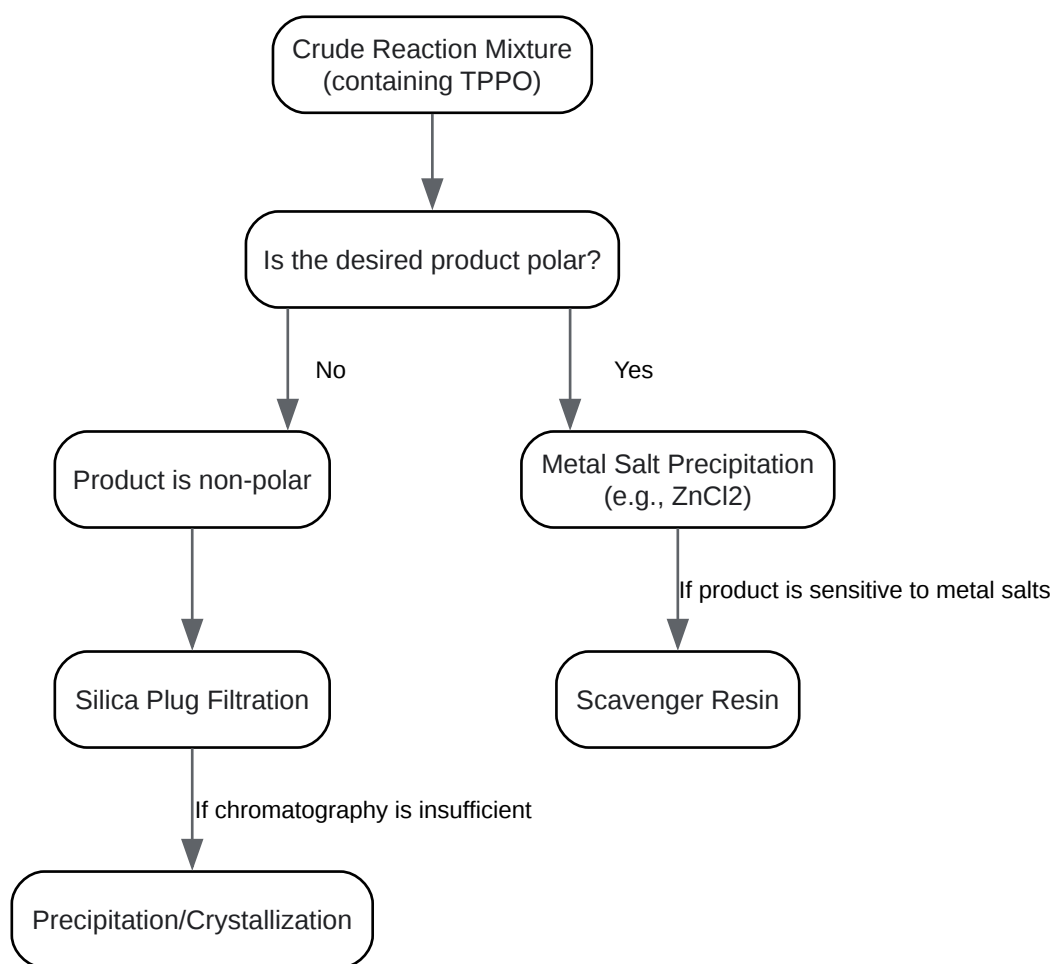 Crude Reaction Mixture
(containing TPPO)
Is the desired product polar?
No
Yes
Product is non-polar
Metal Salt Precipitation
(e.g., ZnCl2)
If product is sensitive to metal salts
Silica Plug Filtration
Scavenger Resin
If chromatography is insufficient
Precipitation/Crystallization